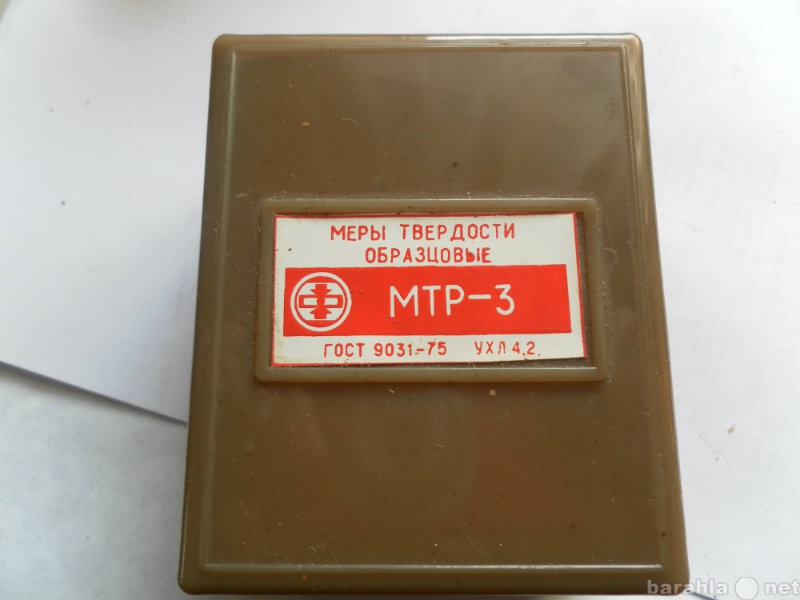 МЕРЫ ТВЕРДОСТИ
ОБРАЗЦОВЫЕ
МТР-3
ГОСТ 9031-75 УХЛ 4.2.
barahla net